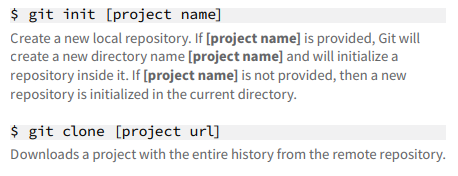 $ git init [project name]
Create a new local repository. If [project name] is provided, Git will
create a new directory name [project name] and will initialize a
repository inside it. If [project name] is not provided, then a new
repository is initialized in the current directory.
$ git clone [project url]
Downloads a project with the entire history from the remote repository.